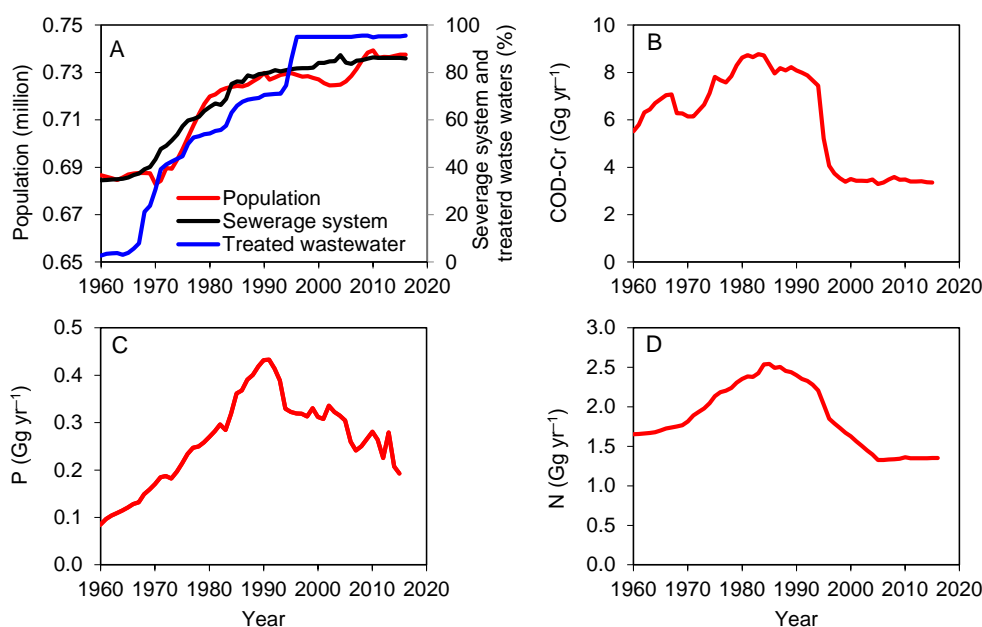 A
Population (million)
0.75
0.73
0.71
0.69
0.67
0.65
100
80
60
40
20
0
Severage system and
treaterd watse waters (%)
Population
Sewerage system
Treated wastewater
1960 1970 1980 1990 2000 2010 2020
B
COD-Cr (Gg yr⁻¹)
10
8
6
4
2
0
1960 1970 1980 1990 2000 2010 2020
C
P (Gg yr⁻¹)
0.5
0.4
0.3
0.2
0.1
0.0
1960 1970 1980 1990 2000 2010 2020
Year
D
N (Gg yr⁻¹)
3.0
2.5
2.0
1.5
1.0
0.5
0.0
1960 1970 1980 1990 2000 2010 2020
Year